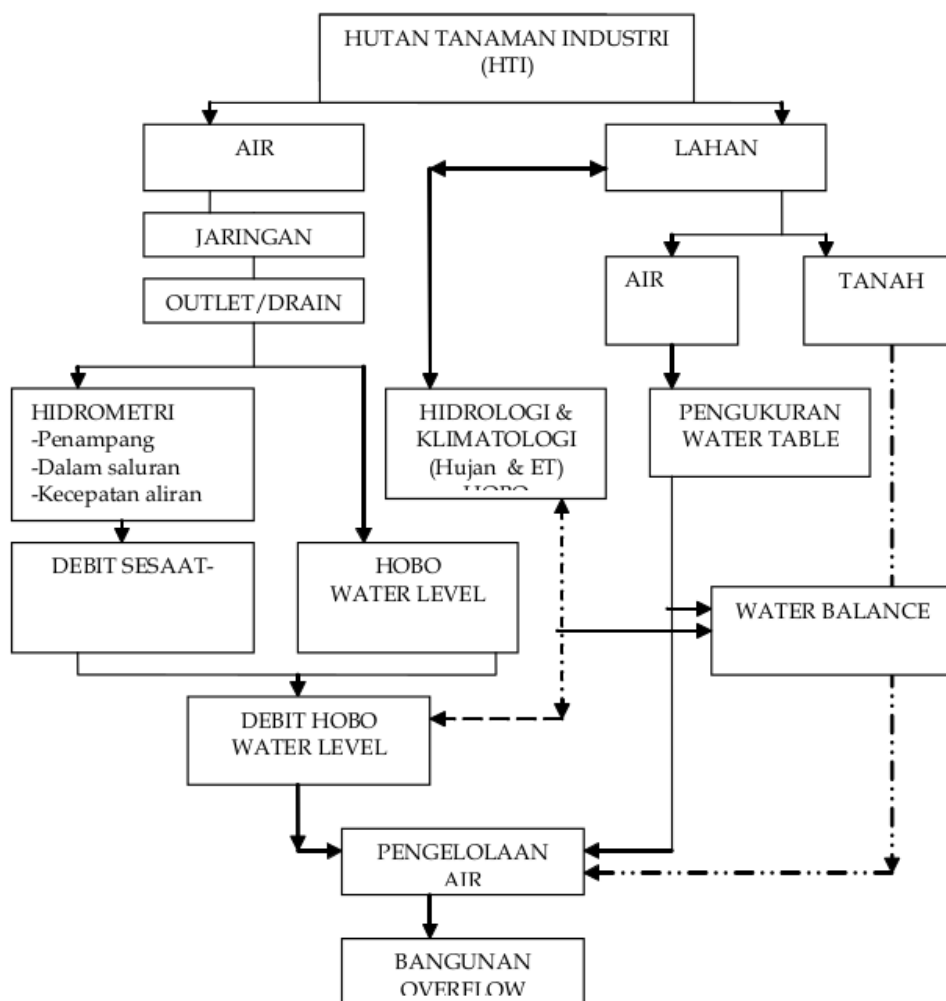 HUTAN TANAMAN INDUSTRI
(HTI)
AIR
LAHAN
JARINGAN
OUTLET/DRAIN
AIR
TANAH
HIDROMETRI
-Penampang
-Dalam saluran
-Kecepatan aliran
HIDROLOGI &
KLIMATOLOGI
(Hujan & ET)
HOBO
PENGUKURAN
WATER TABLE
DEBIT SESAAT-
HOBO
WATER LEVEL
WATER BALANCE
DEBIT HOBO
WATER LEVEL
PENGELOLAAN
AIR
BANGUNAN
OVERFLOW